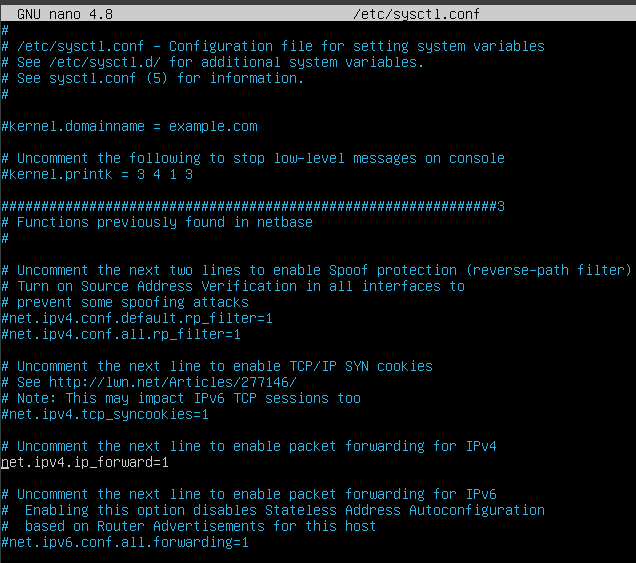 GNU nano 4.8 /etc/sysctl.conf
#
# /etc/sysctl.conf - Configuration file for setting system variables
# See /etc/sysctl.d/ for additional system variables.
# See sysctl.conf (5) for information.
#
#kernel.domainname = example.com
# Uncomment the following to stop low-level messages on console
#kernel.printk = 3 4 1 3
##############################################################3
# Functions previously found in netbase
#
# Uncomment the next two lines to enable Spoof protection (reverse-path filter)
# Turn on Source Address Verification in all interfaces to
# prevent some spoofing attacks
#net.ipv4.conf.default.rp_filter=1
#net.ipv4.conf.all.rp_filter=1
# Uncomment the next line to enable TCP/IP SYN cookies
# See http://lwn.net/Articles/277146/
# Note: This may impact IPv6 TCP sessions too
#net.ipv4.tcp_syncookies=1
# Uncomment the next line to enable packet forwarding for IPv4
net.ipv4.ip_forward=1
# Uncomment the next line to enable packet forwarding for IPv6
#  Enabling this option disables Stateless Address Autoconfiguration
#  based on Router Advertisements for this host
#net.ipv6.conf.all.forwarding=1